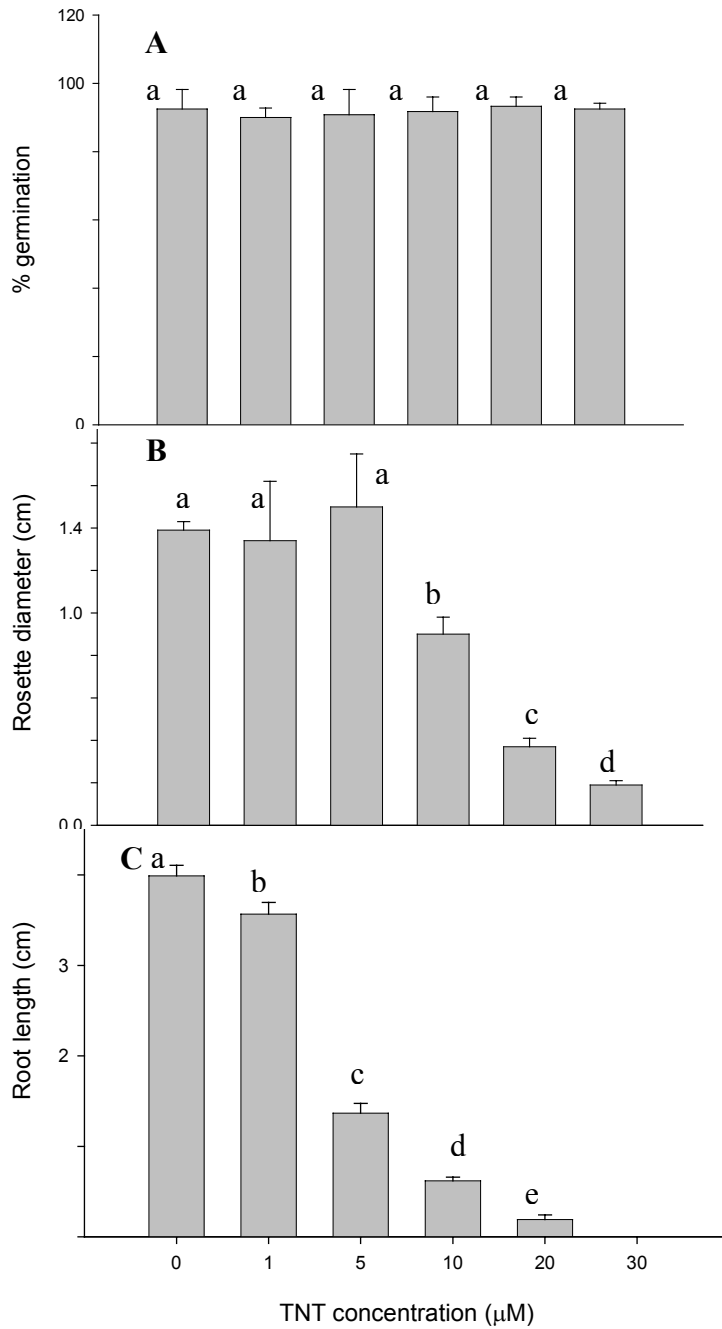 120
A
100
a a a a a a
% germination
0
B
a a a
1.4
b
1.0
Rosette diameter (cm)
c
d
0.0
C a
b
3
Root length (cm)
2
c
d
e
0 1 5 10 20 30
TNT concentration (μM)